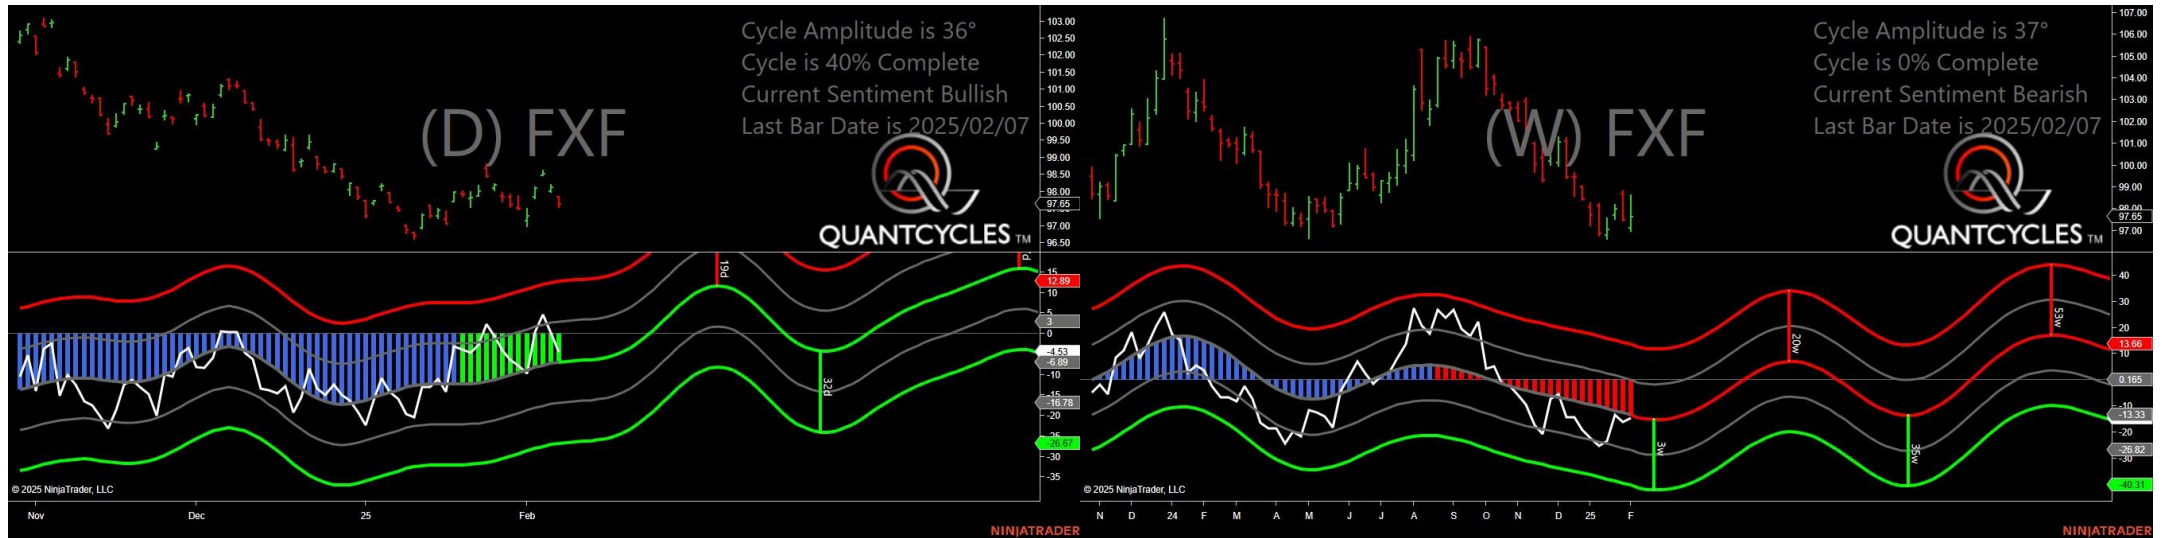 Cycle Amplitude is 36°
Cycle is 40% Complete
Current Sentiment Bullish
Last Bar Date is 2025/02/07
(D) FXF
QUANTCYCLES TM
103.00
102.50
102.00
101.50
101.00
100.50
100.00
99.50
99.00
98.50
98.00
97.65
97.00
96.50
19d
32d
15
12.89
10
5
3
0
-4.53
-6.89
-10
-15
-16.78
-20
-26.67
-30
-35
© 2025 NinjaTrader, LLC
Nov
Dec
25
Feb
NINJATRADER
Cycle Amplitude is 37°
Cycle is 0% Complete
Current Sentiment Bearish
Last Bar Date is 2025/02/07
(W) FXF
QUANTCYCLES TM
107.00
106.00
105.00
104.00
103.00
102.00
101.00
100.00
99.00
98.00
97.65
97.00
3w
20w
35w
53w
40
30
20
13.66
10
0.165
-10
-13.33
-20
-26.82
-30
-40.31
© 2025 NinjaTrader, LLC
N
D
24
F
M
A
M
J
J
A
S
O
N
D
25
F
NINJATRADER